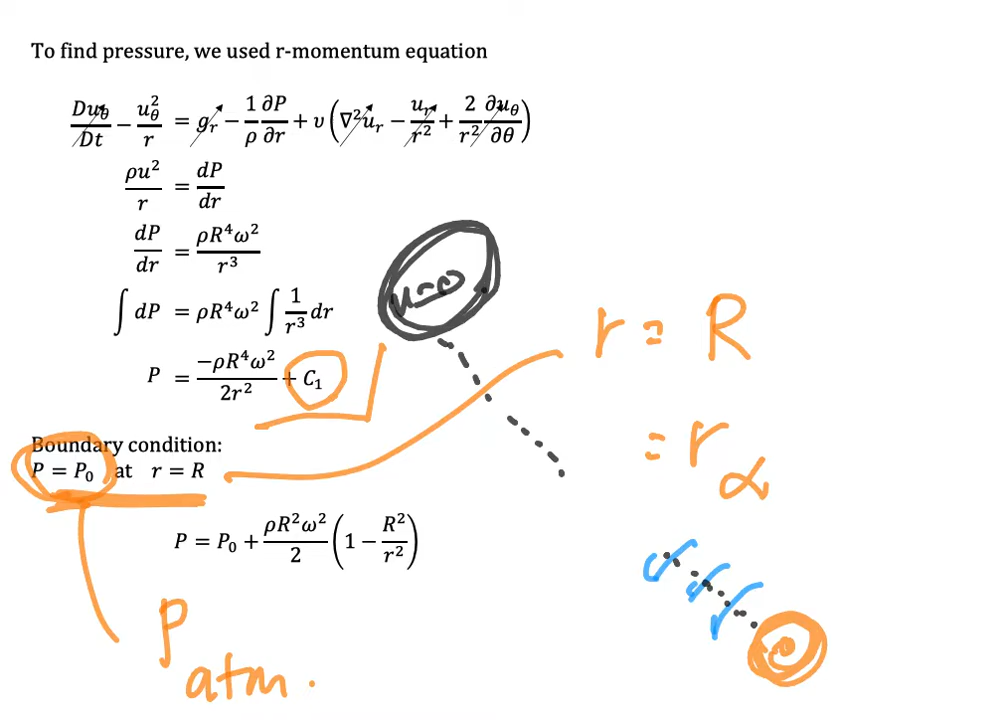 To find pressure, we used r-momentum equation
Du_θ/Dt − u_θ²/r = g_r − (1/ρ)(∂P/∂r) + υ(∇²u_r − u_r/r² + (2/r²)(∂u_θ/∂θ))
ρu²/r = dP/dr
dP/dr = ρR⁴ω²/r³
∫ dP = ρR⁴ω² ∫ (1/r³) dr
P = −ρR⁴ω²/2r² + C₁
r = R
= r
Boundary condition:
P = P₀ at r = R
P = P₀ + (ρR²ω²/2)(1 − R²/r²)
P atm.